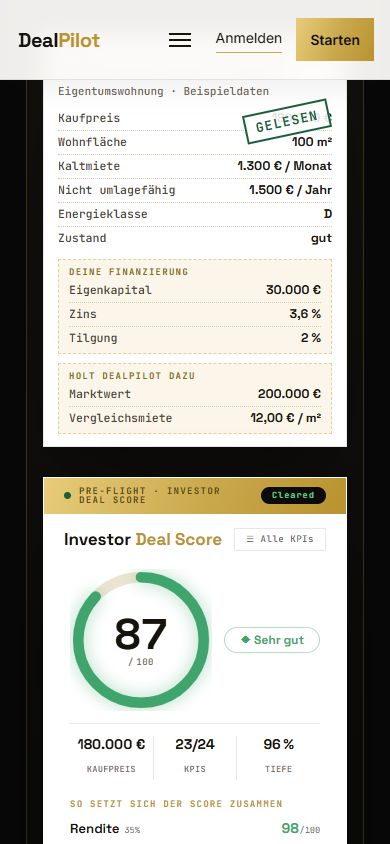 DealPilot
Anmelden
Starten
Eigentumswohnung · Beispieldaten
Kaufpreis
GELESEN
Wohnfläche 100 m²
Kaltmiete 1.300 € / Monat
Nicht umlagefähig 1.500 € / Jahr
Energieklasse D
Zustand gut
DEINE FINANZIERUNG
Eigenkapital 30.000 €
Zins 3,6 %
Tilgung 2 %
HOLT DEALPILOT DAZU
Marktwert 200.000 €
Vergleichsmiete 12,00 € / m²
PRE-FLIGHT · INVESTOR
DEAL SCORE
Cleared
Investor Deal Score
☰ Alle KPIs
87
/ 100
Sehr gut
180.000 € 23/24 96 %
KAUFPREIS KPIS TIEFE
SO SETZT SICH DER SCORE ZUSAMMEN
Rendite 35% 98/100